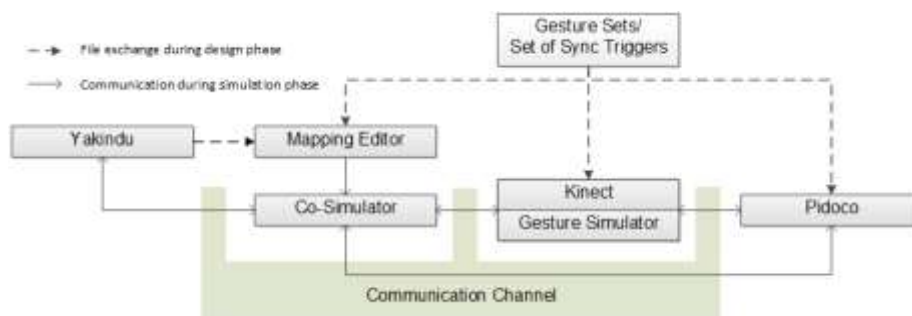 Gesture Sets/
Set of Sync Triggers
File exchange during design phase
Communication during simulation phase
Yakindu
Mapping Editor
Co-Simulator
Kinect
Gesture Simulator
Pidoco
Communication Channel